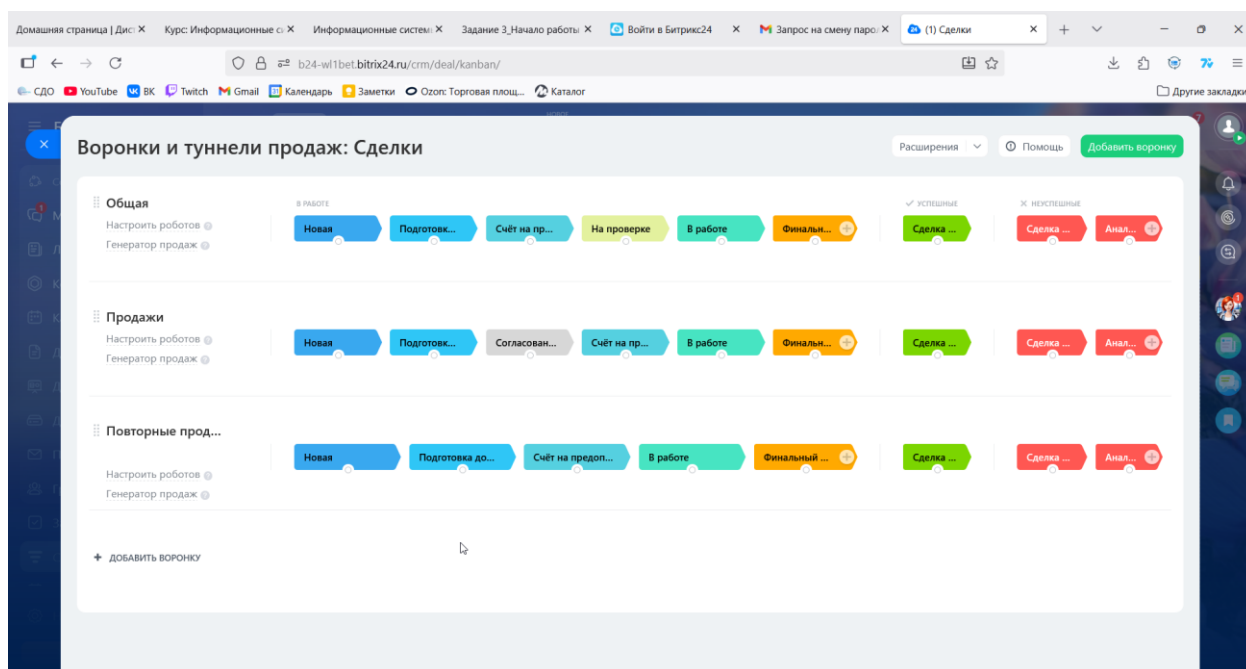 Домашняя страница | Дис
Курс: Информационные с
Информационные систем
Задание 3_Начало работы
Войти в Битрикс24
Запрос на смену парол
(1) Сделки
b24-wl1bet.bitrix24.ru/crm/deal/kanban/
СДО
YouTube
ВК
Twitch
Gmail
Календарь
Заметки
Ozon: Торговая площ...
Каталог
Другие закладки
Воронки и туннели продаж: Сделки
Расширения
Помощь
Добавить воронку
Общая
Настроить роботов
Генератор продаж
В РАБОТЕ
УСПЕШНЫЕ
НЕУСПЕШНЫЕ
Новая
Подготовк...
Счёт на пр...
На проверке
В работе
Финальн...
Сделка ...
Сделка ...
Анал...
Продажи
Настроить роботов
Генератор продаж
Новая
Подготовк...
Согласован...
Счёт на пр...
В работе
Финальн...
Сделка ...
Сделка ...
Анал...
Повторные прод...
Настроить роботов
Генератор продаж
Новая
Подготовка до...
Счёт на предоп...
В работе
Финальный ...
Сделка ...
Сделка ...
Анал...
+ ДОБАВИТЬ ВОРОНКУ